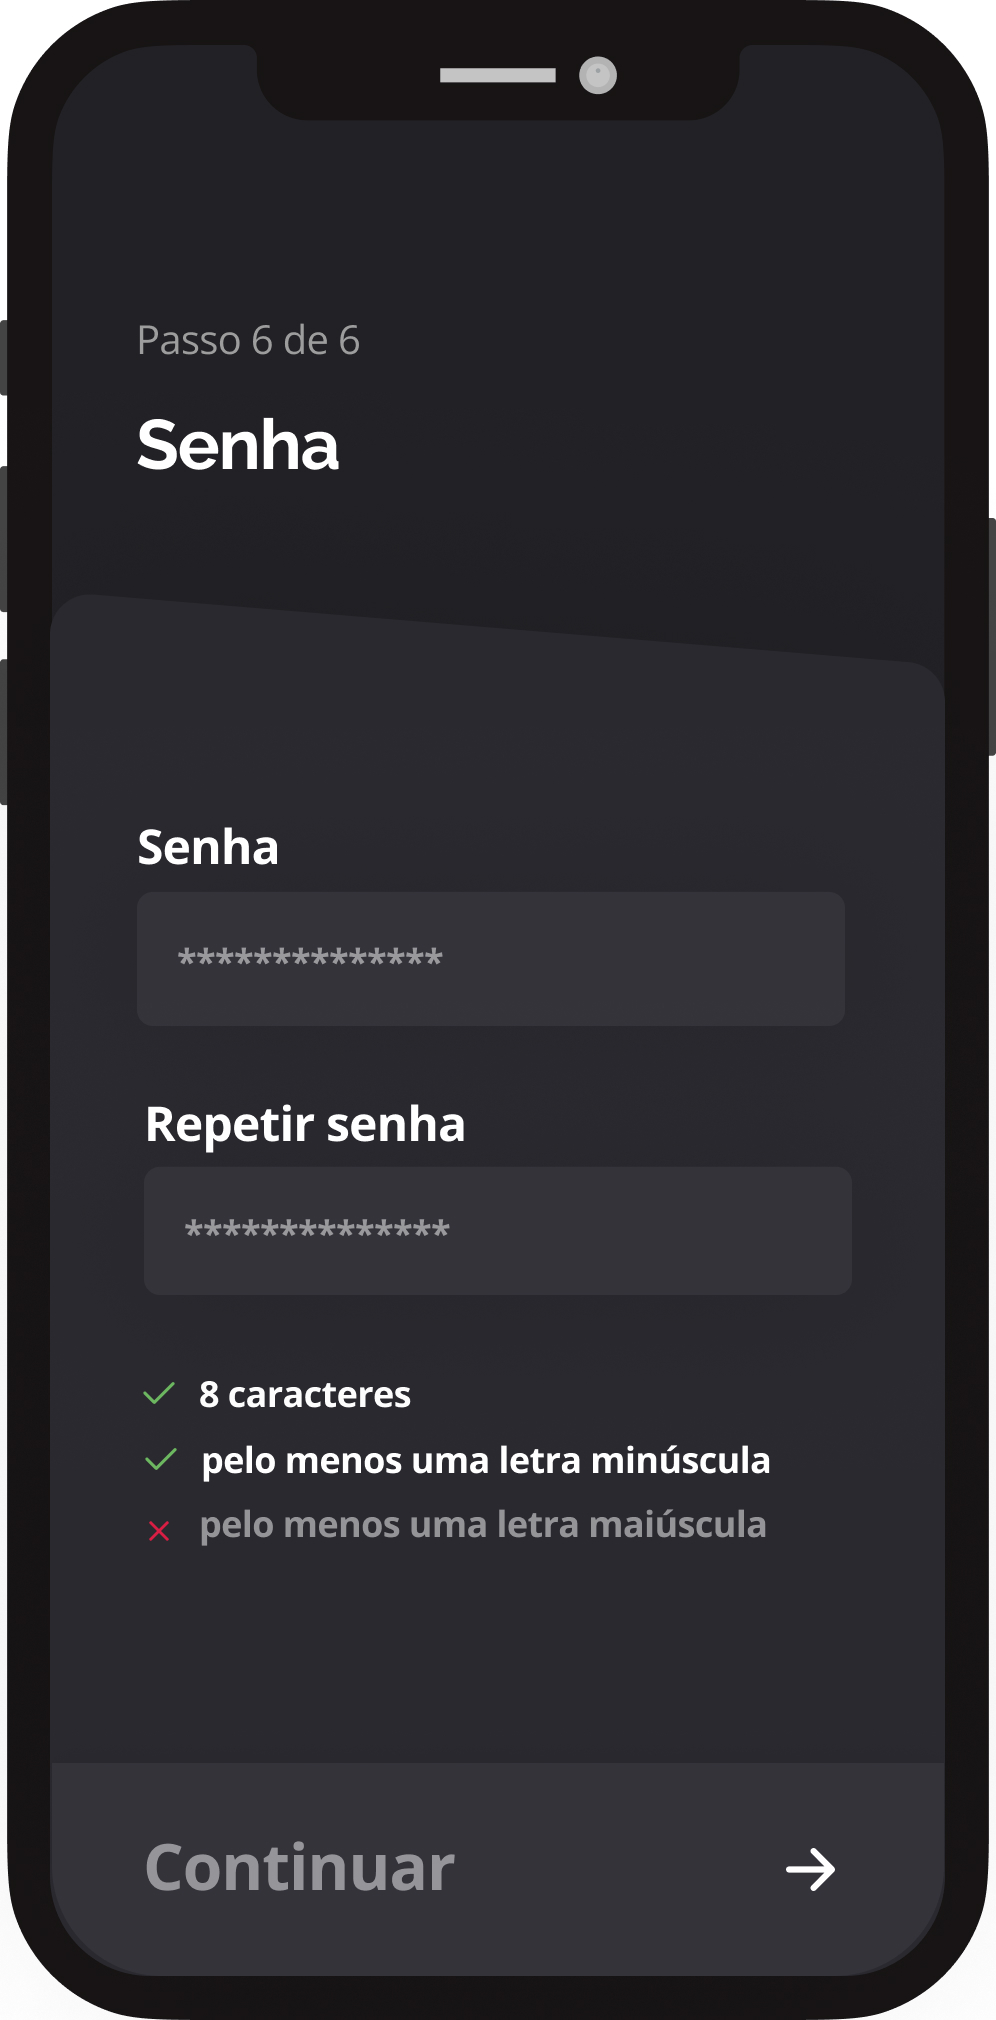 Passo 6 de 6
Senha
Senha
**************
Repetir senha
**************
8 caracteres
pelo menos uma letra minúscula
pelo menos uma letra maiúscula
Continuar